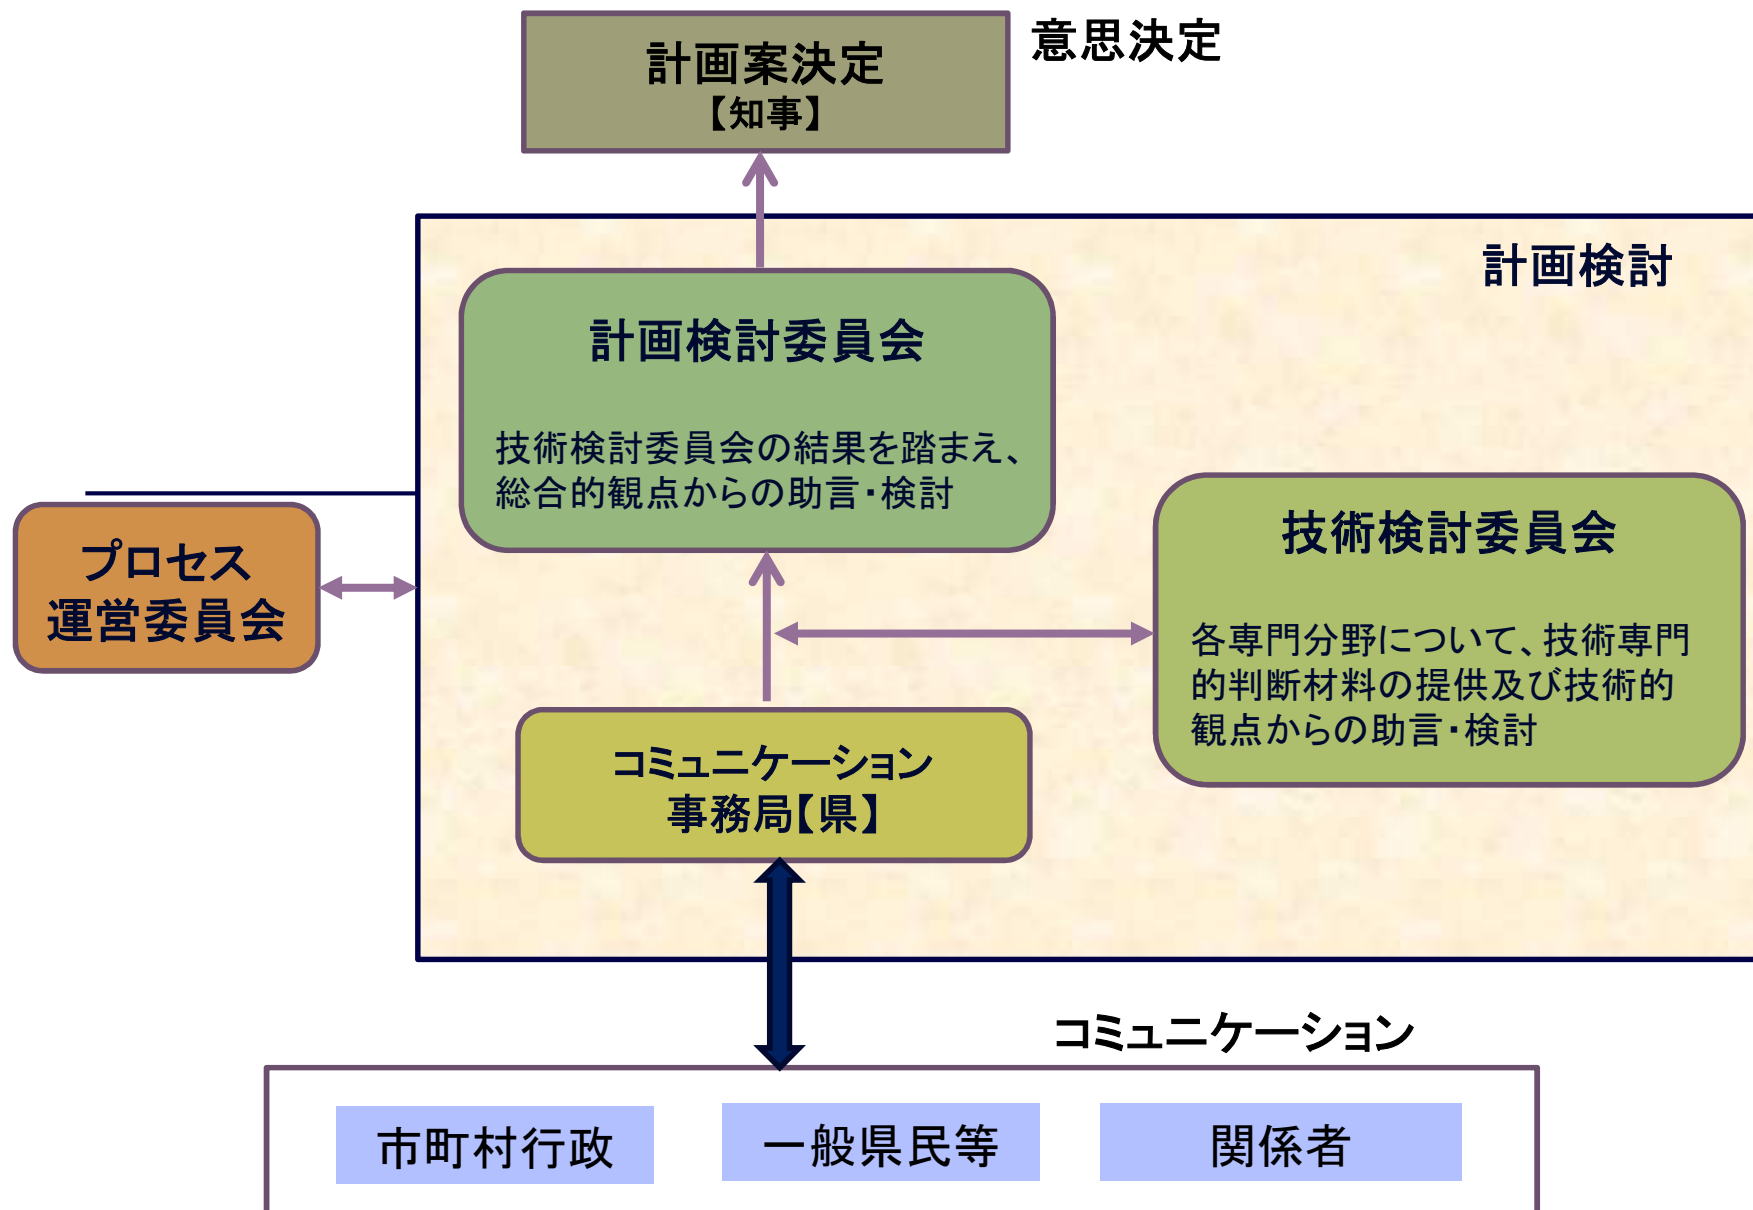 意思決定
計画案決定
【知事】
計画検討
計画検討委員会
技術検討委員会の結果を踏まえ、
総合的観点からの助言・検討
プロセス
運営委員会
技術検討委員会
各専門分野について、技術専門
的判断材料の提供及び技術的
観点からの助言・検討
コミュニケーション
事務局【県】
コミュニケーション
市町村行政
一般県民等
関係者